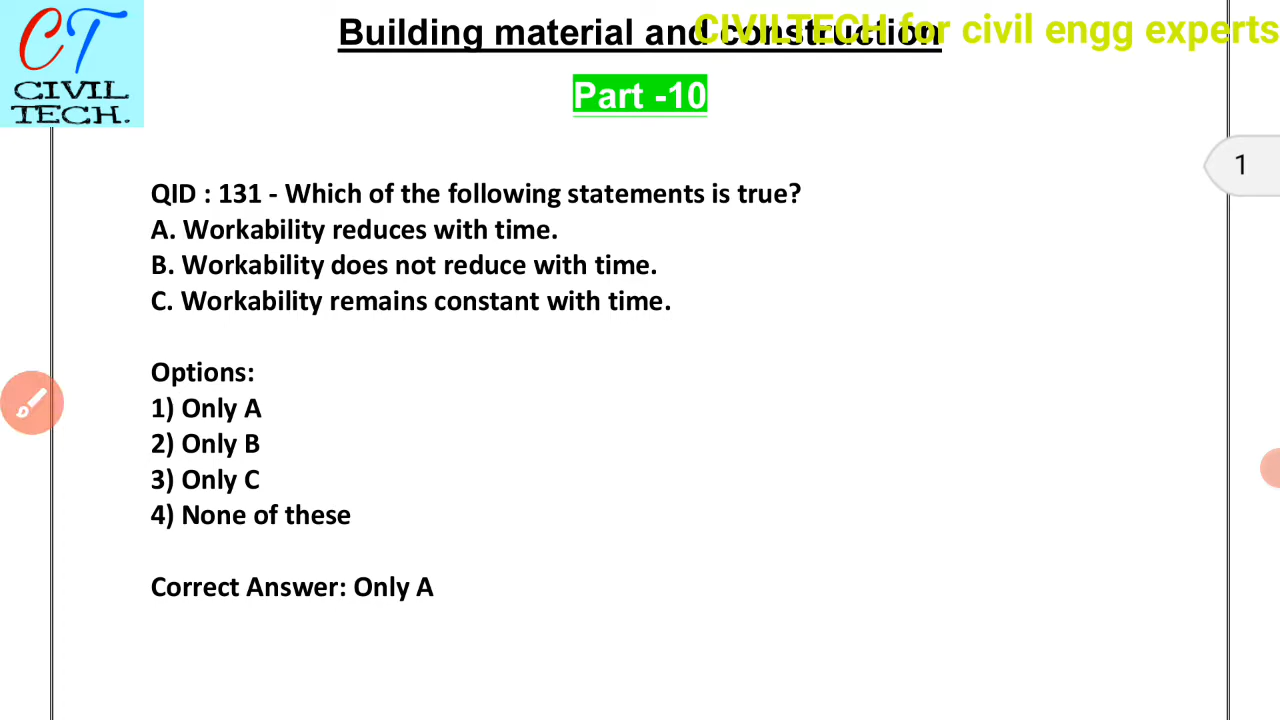 CT
CIVIL
TECH.
Building material and construction
CIVILTECH for civil engg experts
Part -10
1
QID : 131 - Which of the following statements is true?
A. Workability reduces with time.
B. Workability does not reduce with time.
C. Workability remains constant with time.
Options:
1) Only A
2) Only B
3) Only C
4) None of these
Correct Answer: Only A